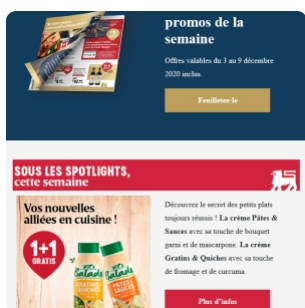 promos de la
semaine
Offres valables du 3 au 9 décembre
2020 inclus.
Feuilletez-le
SOUS LES SPOTLIGHTS,
cette semaine
Vos nouvelles
alliées en cuisine !
1+1
GRATIS
Découvrez le secret des petits plats
toujours réussis ! La crème Pâtes &
Sauces avec sa touche de bouquet
garni et de mascarpone. La crème
Gratins & Quiches avec sa touche
de fromage et de curcuma.
Plus d'infos